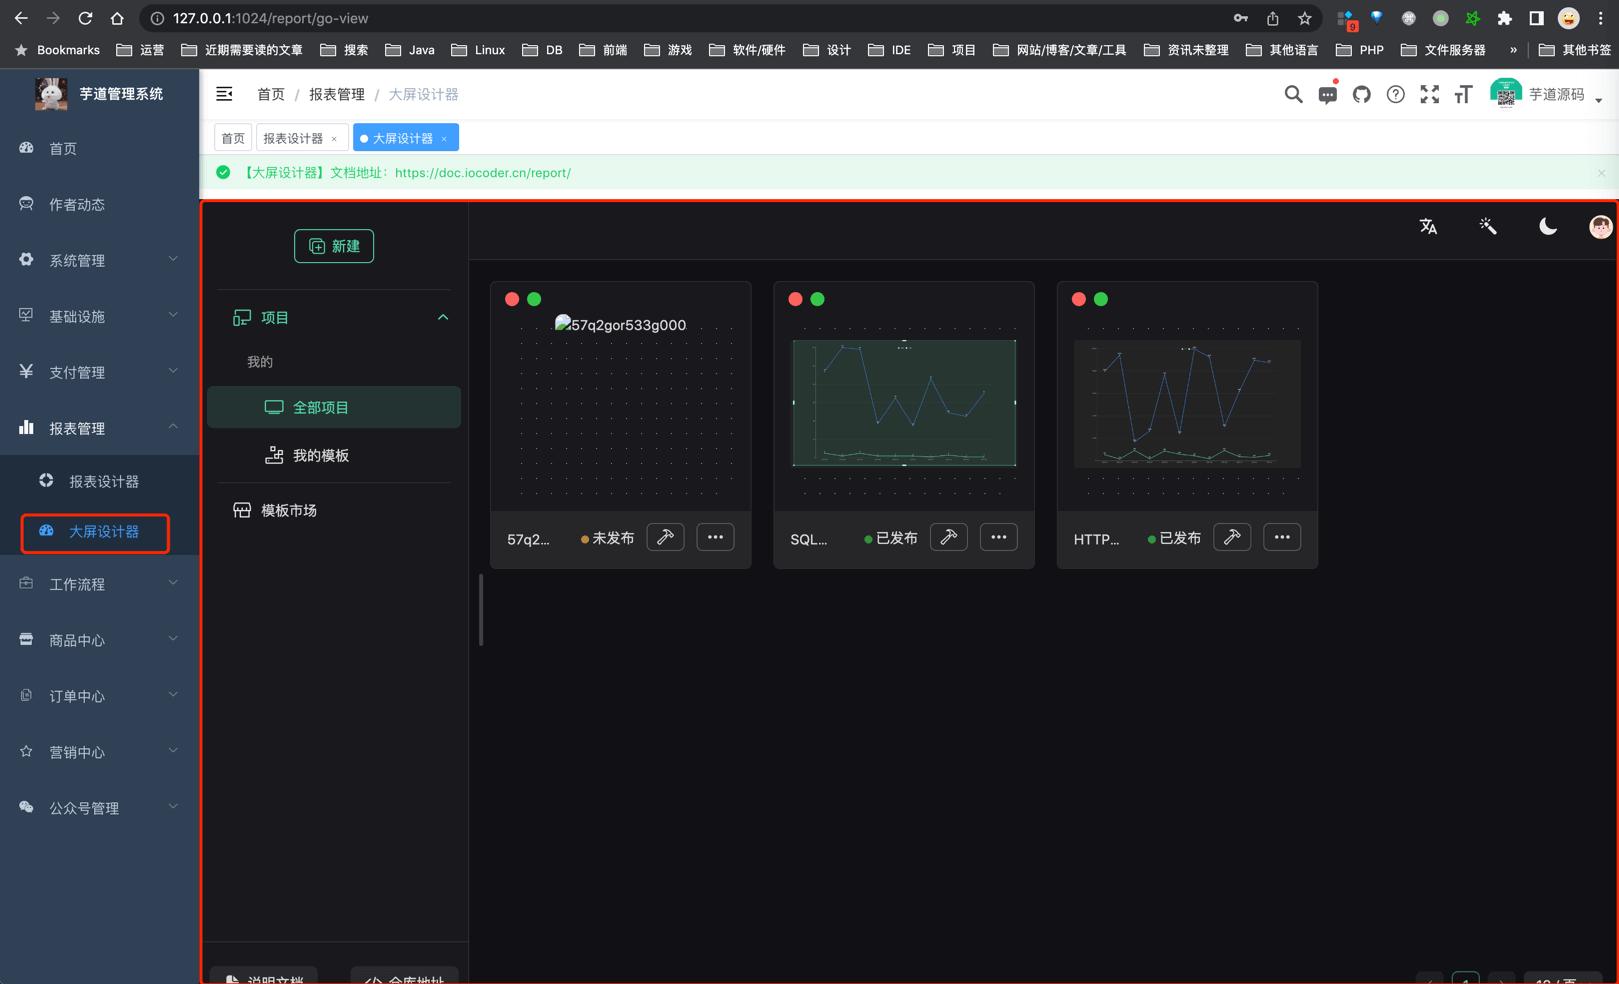 127.0.0.1:1024/report/go-view
Bookmarks 运营 近期需要读的文章 搜索 Java Linux DB 前端 游戏 软件/硬件 设计 IDE 项目 网站/博客/文章/工具 资讯未整理 其他语言 PHP 文件服务器 » 其他书签
9
芋道管理系统
首页 / 报表管理 / 大屏设计器
芋道源码
首页 报表设计器 × 大屏设计器 ×
【大屏设计器】文档地址：https://doc.iocoder.cn/report/
首页
作者动态
系统管理
基础设施
支付管理
报表管理
报表设计器
大屏设计器
工作流程
商品中心
订单中心
营销中心
公众号管理
新建
项目
我的
全部项目
我的模板
模板市场
57q2gor533g000
57q2... 未发布
SQL... 已发布
HTTP... 已发布
说明文档 仓库地址
1